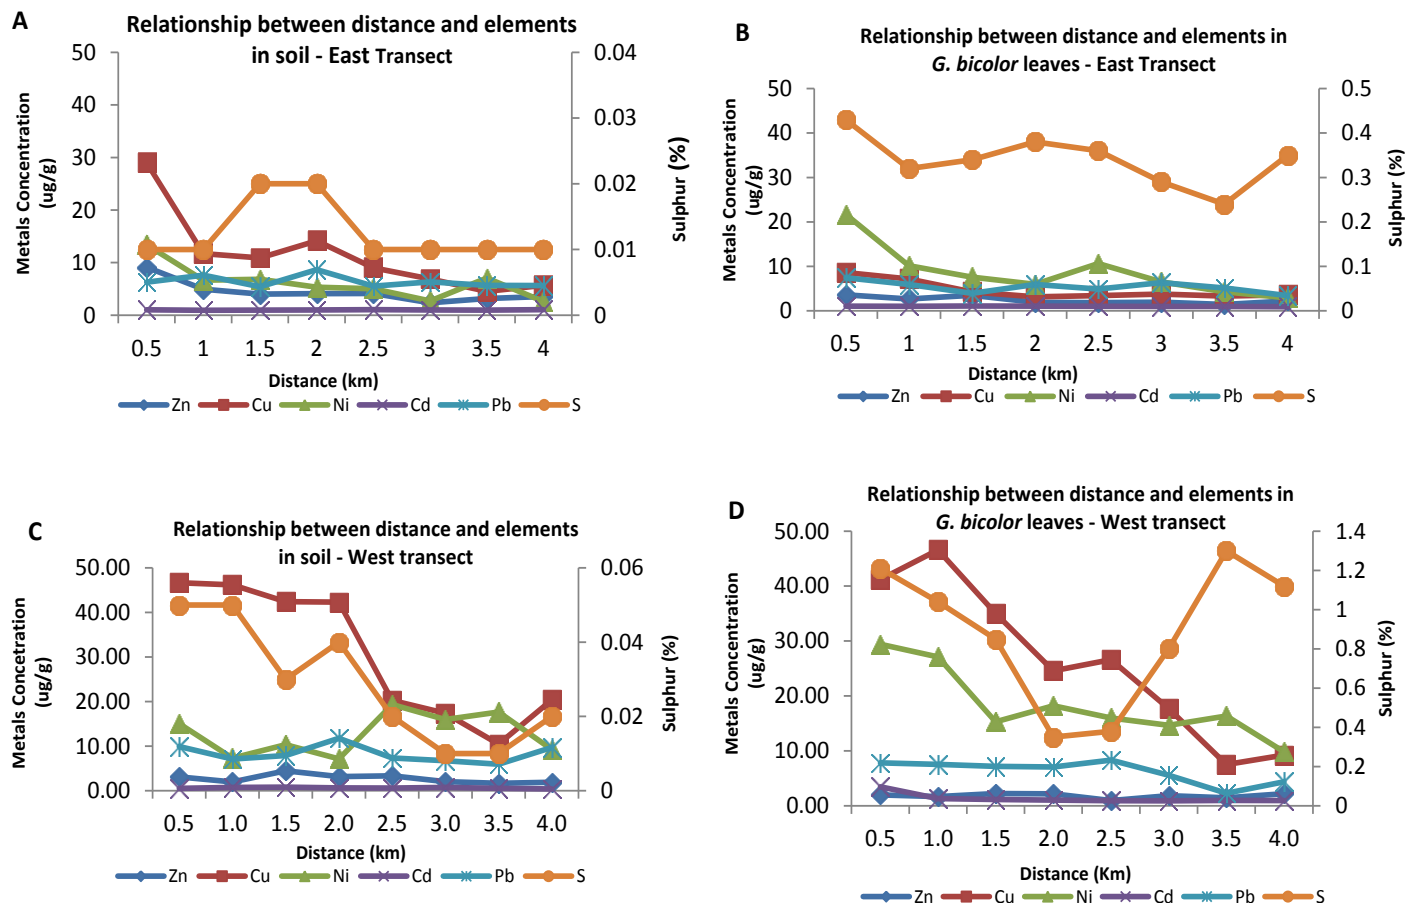 A
Relationship between distance and elements
in soil - East Transect
50
40
30
20
10
0
0.04
0.03
0.02
0.01
0
Metals Concentration
(ug/g)
Sulphur (%)
0.5 1 1.5 2 2.5 3 3.5 4
Distance (km)
Zn Cu Ni Cd Pb S
B
Relationship between distance and elements in
G. bicolor leaves - East Transect
50
40
30
20
10
0
0.5
0.4
0.3
0.2
0.1
0
Metals Concentration
(ug/g)
Sulphur (%)
0.5 1 1.5 2 2.5 3 3.5 4
Distance (km)
Zn Cu Ni Cd Pb S
C
Relationship between distance and elements
in soil - West transect
50.00
40.00
30.00
20.00
10.00
0.00
0.06
0.04
0.02
0
Metals Concetration
(ug/g)
Sulphur (%)
0.5 1.0 1.5 2.0 2.5 3.0 3.5 4.0
Distance (km)
Zn Cu Ni Cd Pb S
D
Relationship between distance and elements in
G. bicolor leaves - West transect
50.00
40.00
30.00
20.00
10.00
0.00
1.4
1.2
1
0.8
0.6
0.4
0.2
0
Metals Concentration
(ug/g)
Sulphur (%)
0.5 1.0 1.5 2.0 2.5 3.0 3.5 4.0
Distance (Km)
Zn Cu Ni Cd Pb S